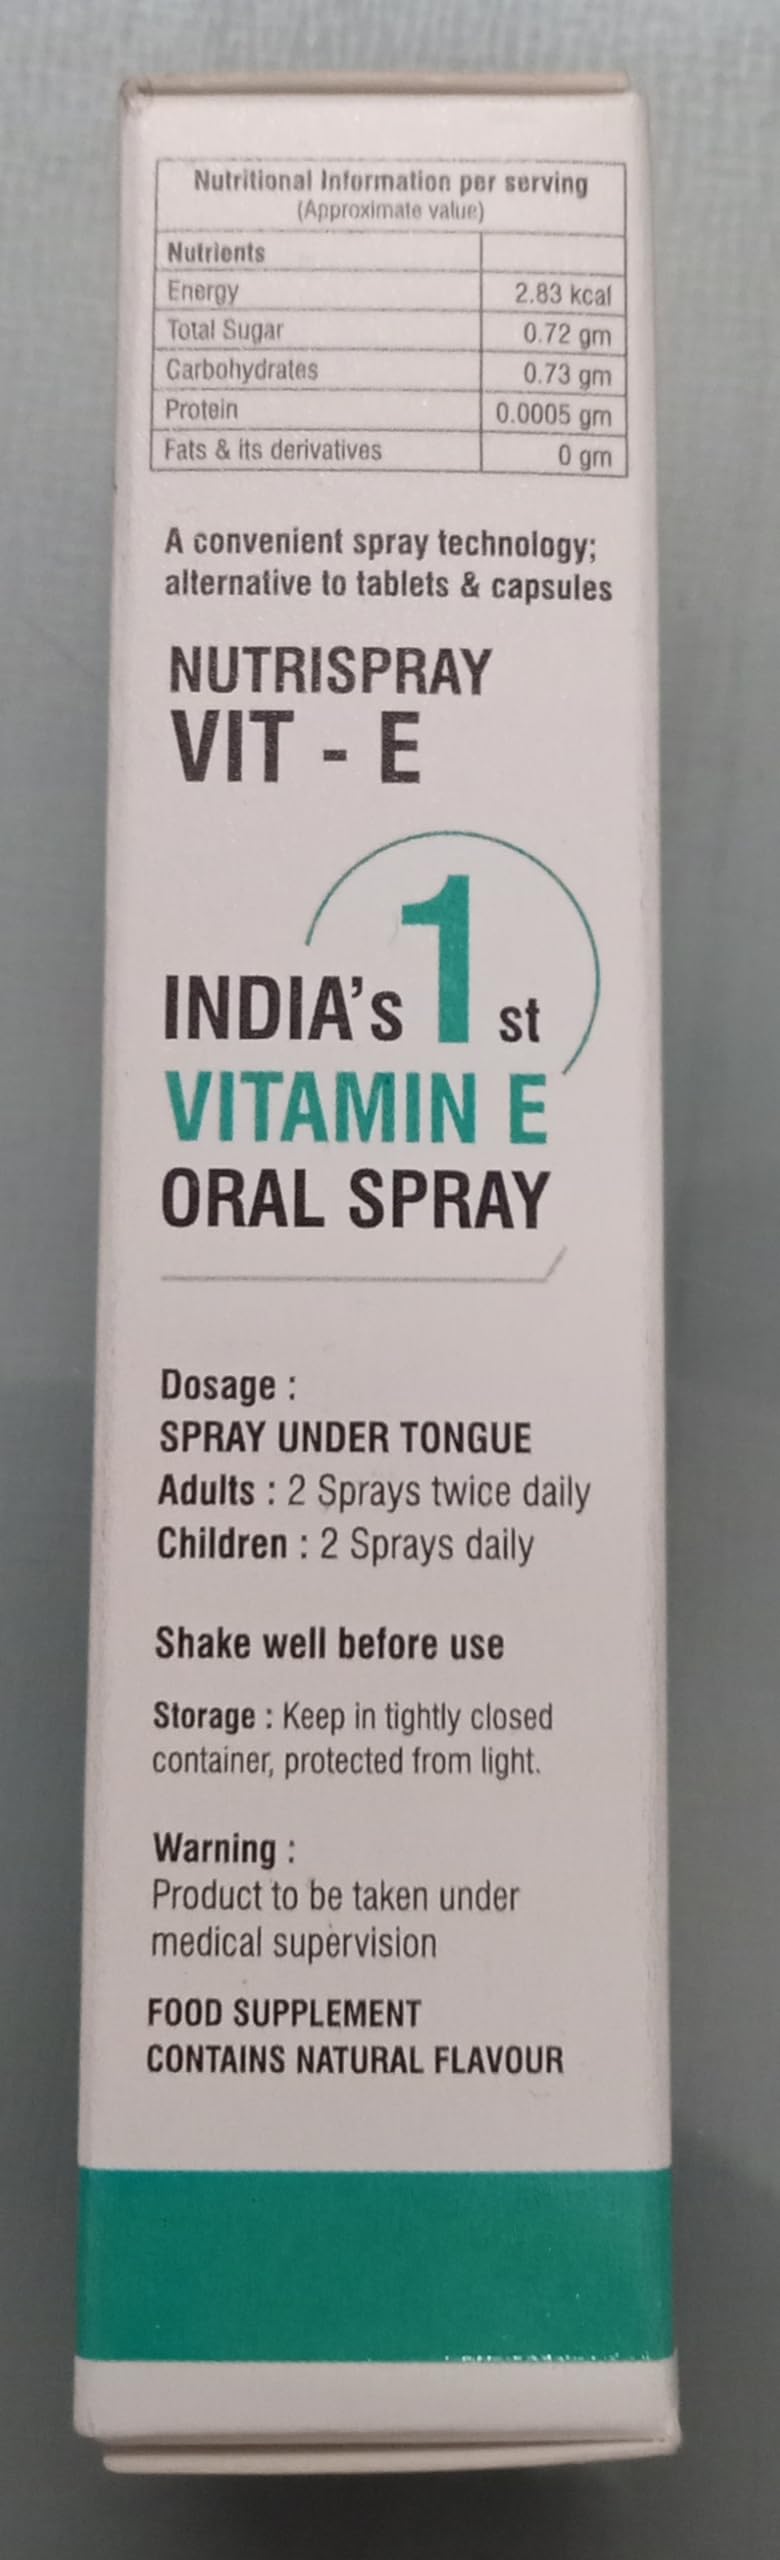 Nutritional Information per serving
(Approximate value)
Nutrients
Energy 2.83 kcal
Total Sugar 0.72 gm
Carbohydrates 0.73 gm
Protein 0.0005 gm
Fats & its derivatives 0 gm
A convenient spray technology;
alternative to tablets & capsules
NUTRISPRAY
VIT - E
INDIA's 1 st
VITAMIN E
ORAL SPRAY
Dosage :
SPRAY UNDER TONGUE
Adults : 2 Sprays twice daily
Children : 2 Sprays daily
Shake well before use
Storage : Keep in tightly closed
container, protected from light.
Warning :
Product to be taken under
medical supervision
FOOD SUPPLEMENT
CONTAINS NATURAL FLAVOUR